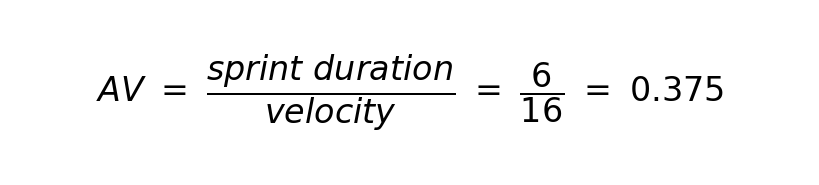 AV = sprint duration / velocity = 6 / 16 = 0.375